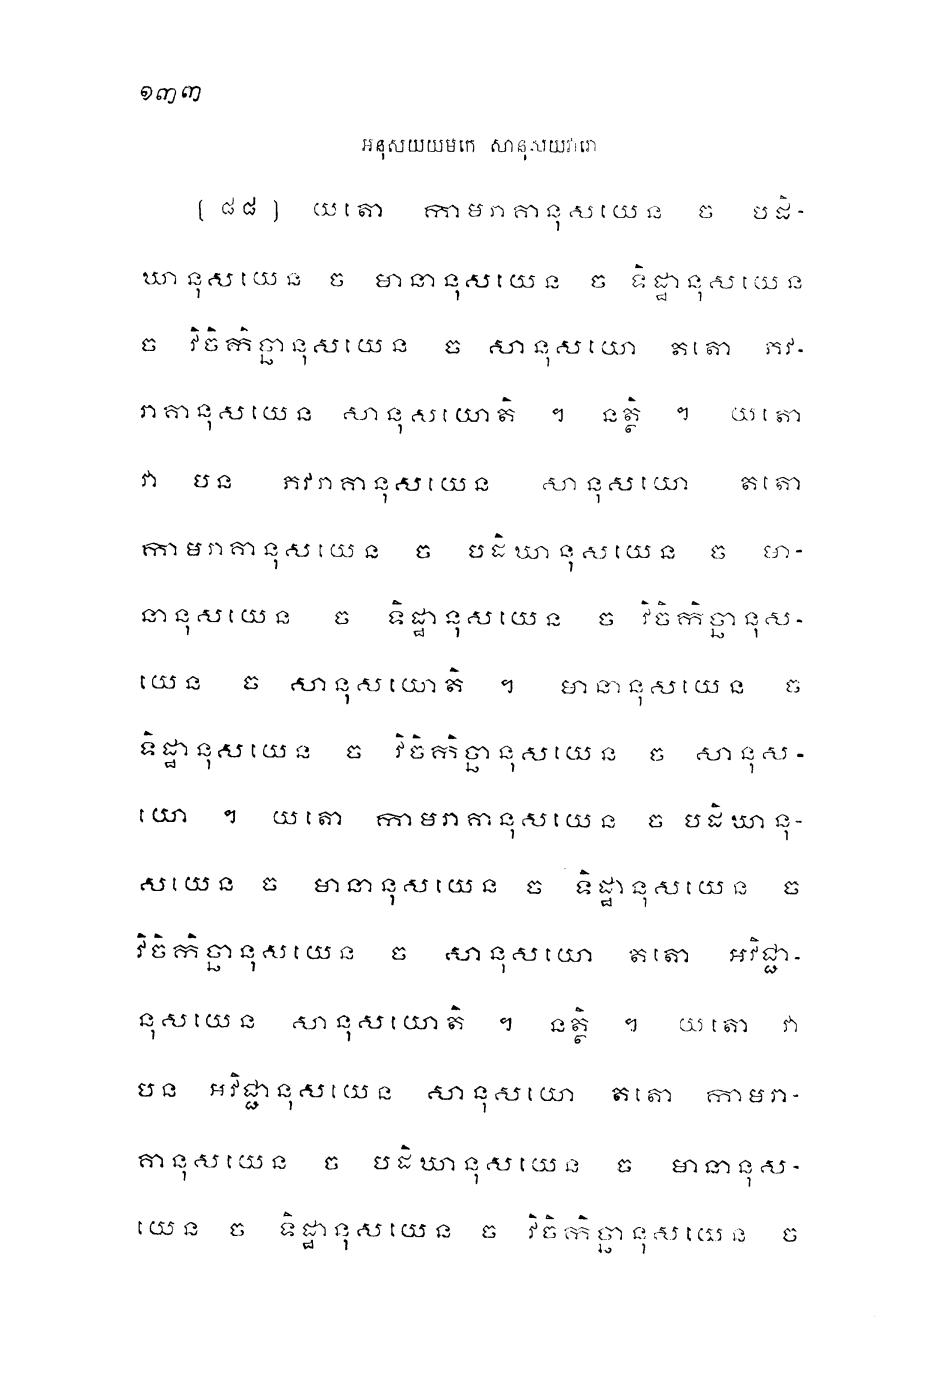 ១៣៣
អនុសយយមកេ សានុសយវារោ
[ ៨៨ ] យតោ កាមរាគានុសយេន ច បដិ-
ឃានុសយេន ច មានានុសយេន ច ទិដ្ឋានុសយេន
ច វិចិកិច្ឆានុសយេន ច សានុសយោ តតោ ភវ-
រាគានុសយេន សានុសយោតិ ។ នត្ថិ ។ យតោ
វា បន ភវរាគានុសយេន សានុសយោ តតោ
កាមរាគានុសយេន ច បដិឃានុសយេន ច មា-
នានុសយេន ច ទិដ្ឋានុសយេន ច វិចិកិច្ឆានុស-
យេន ច សានុសយោតិ ។ មានានុសយេន ច
ទិដ្ឋានុសយេន ច វិចិកិច្ឆានុសយេន ច សានុស-
យោ ។ យតោ កាមរាគានុសយេន ច បដិឃានុ-
សយេន ច មានានុសយេន ច ទិដ្ឋានុសយេន ច
វិចិកិច្ឆានុសយេន ច សានុសយោ តតោ អវិជ្ជា-
នុសយេន សានុសយោតិ ។ នត្ថិ ។ យតោ វា
បន អវិជ្ជានុសយេន សានុសយោ តតោ កាមរា-
គានុសយេន ច បដិឃានុសយេន ច មានានុស-
យេន ច ទិដ្ឋានុសយេន ច វិចិកិច្ឆានុសយេន ច